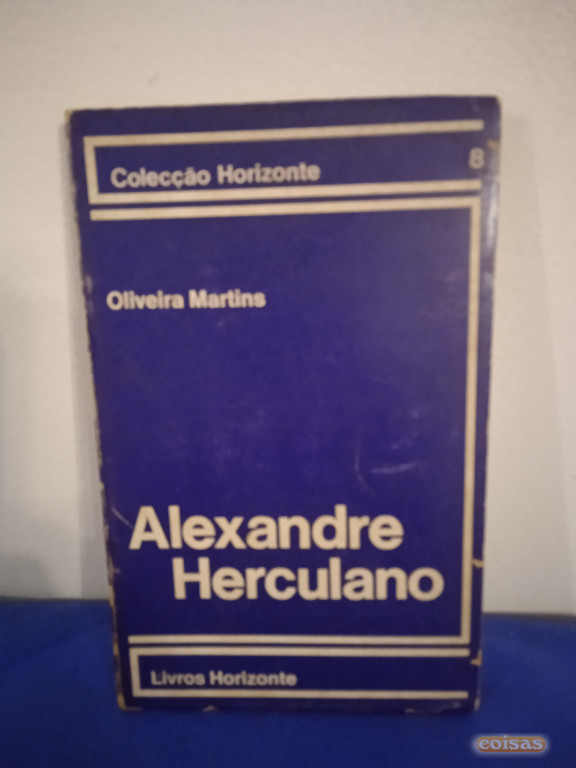 Colecção Horizonte
8
Oliveira Martins
Alexandre
Herculano
Livros Horizonte
coisas